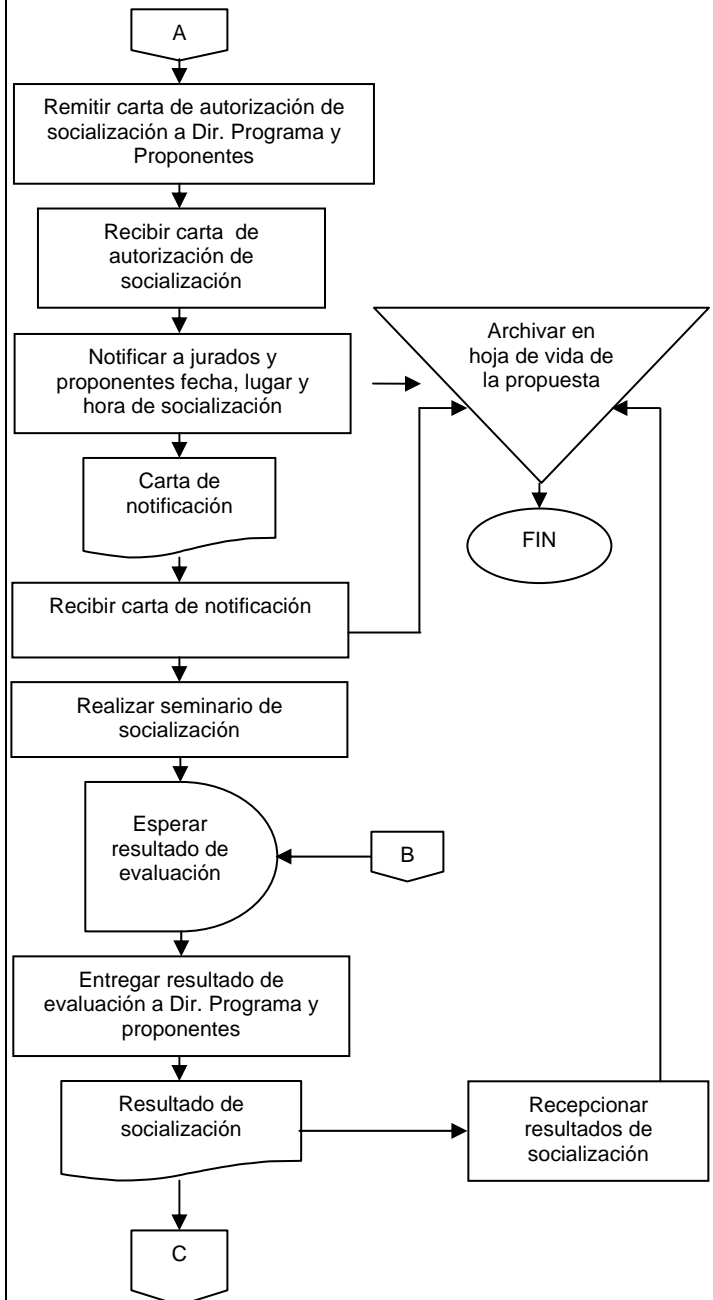 A
Remitir carta de autorización de
socialización a Dir. Programa y
Proponentes
Recibir carta de
autorización de
socialización
Notificar a jurados y
proponentes fecha, lugar y
hora de socialización
Archivar en
hoja de vida de
la propuesta
Carta de
notificación
FIN
Recibir carta de notificación
Realizar seminario de
socialización
Esperar
resultado de
evaluación
B
Entregar resultado de
evaluación a Dir. Programa y
proponentes
Resultado de
socialización
Recepcionar
resultados de
socialización
C